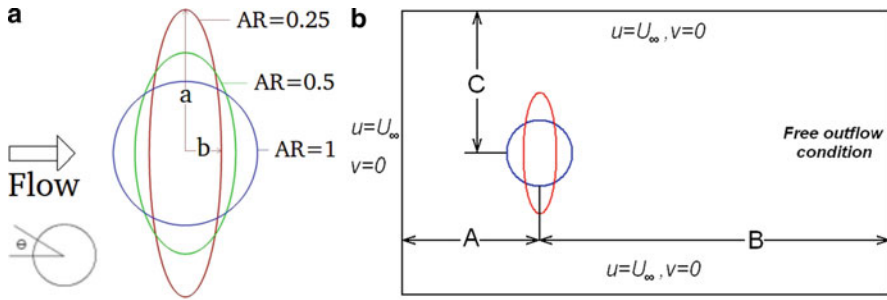 a
AR=0.25
AR=0.5
AR=1
a
b
Flow
Θ
b
u=U∞ ,v=0
C
u=U∞
v=0
Free outflow
condition
A
B
u=U∞ ,v=0